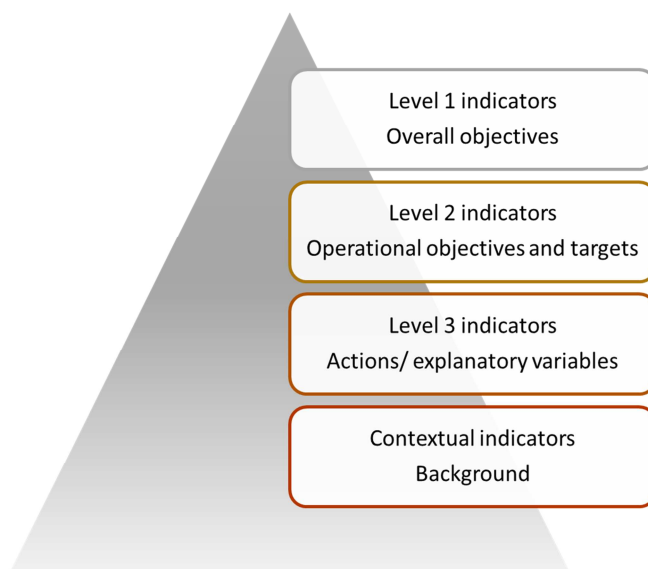 Level 1 indicators
Overall objectives
Level 2 indicators
Operational objectives and targets
Level 3 indicators
Actions/ explanatory variables
Contextual indicators
Background